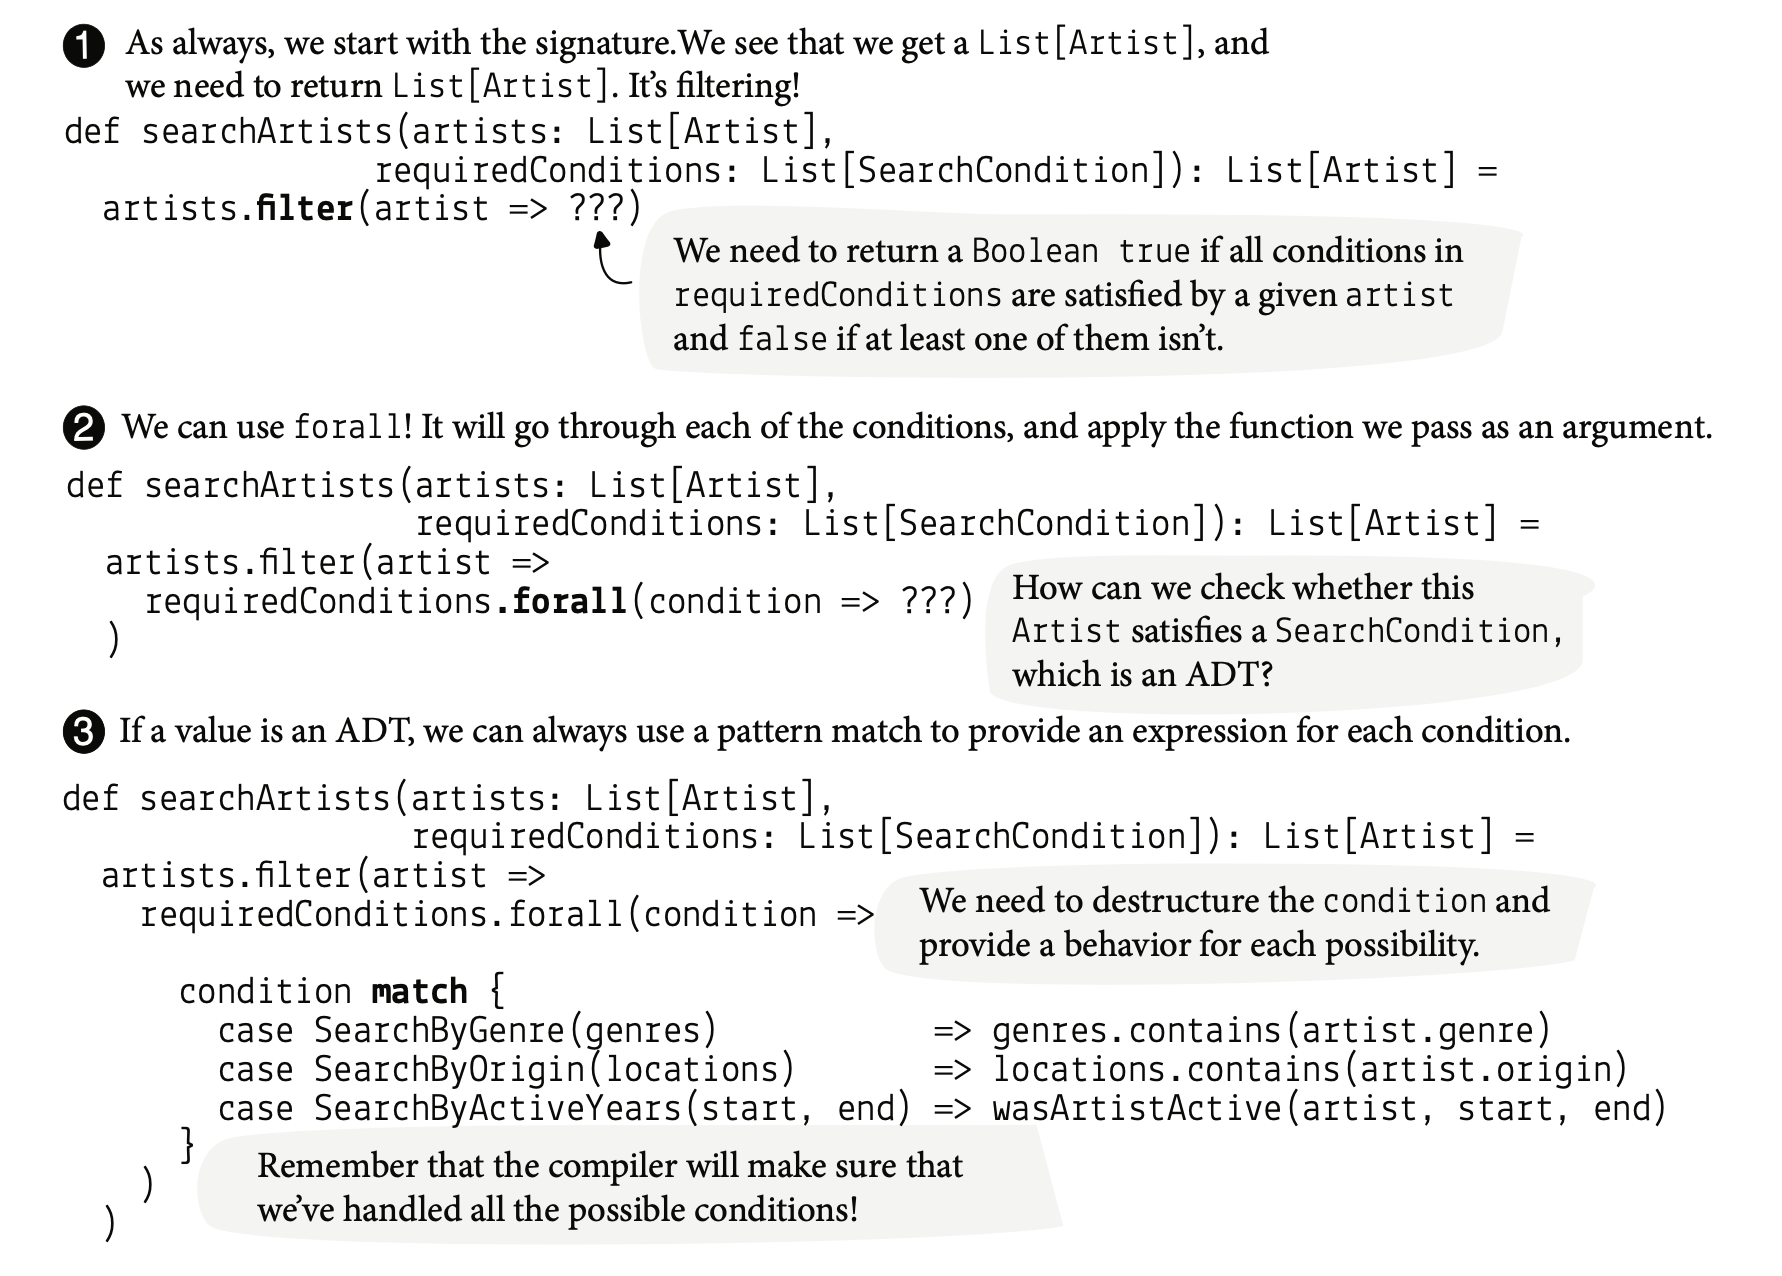 1 As always, we start with the signature.We see that we get a List[Artist], and
we need to return List[Artist]. It’s filtering!
def searchArtists(artists: List[Artist],
requiredConditions: List[SearchCondition]): List[Artist] =
artists.filter(artist => ???)
We need to return a Boolean true if all conditions in
requiredConditions are satisfied by a given artist
and false if at least one of them isn’t.
2 We can use forall! It will go through each of the conditions, and apply the function we pass as an argument.
def searchArtists(artists: List[Artist],
requiredConditions: List[SearchCondition]): List[Artist] =
artists.filter(artist =>
requiredConditions.forall(condition => ???)
)
How can we check whether this
Artist satisfies a SearchCondition,
which is an ADT?
3 If a value is an ADT, we can always use a pattern match to provide an expression for each condition.
def searchArtists(artists: List[Artist],
requiredConditions: List[SearchCondition]): List[Artist] =
artists.filter(artist =>
requiredConditions.forall(condition =>
We need to destructure the condition and
provide a behavior for each possibility.
condition match {
case SearchByGenre(genres) => genres.contains(artist.genre)
case SearchByOrigin(locations) => locations.contains(artist.origin)
case SearchByActiveYears(start, end) => wasArtistActive(artist, start, end)
}
)
)
Remember that the compiler will make sure that
we’ve handled all the possible conditions!